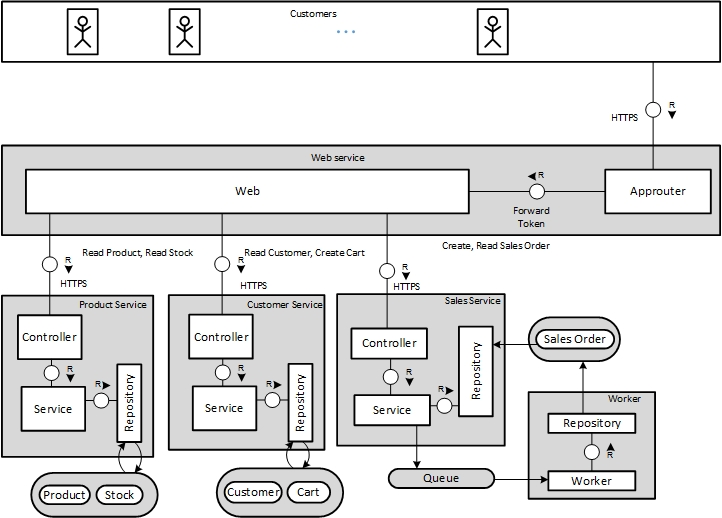 Customers
...
HTTPS
R
Web service
Web
R
Forward
Token
Approuter
Read Product, Read Stock
Read Customer, Create Cart
Create, Read Sales Order
R
HTTPS
R
HTTPS
R
HTTPS
Product Service
Controller
R
Service
R
Repository
Product
Stock
Customer Service
Controller
R
Service
R
Repository
Customer
Cart
Sales Service
Controller
R
Service
R
Repository
Queue
Sales Order
Worker
Repository
R
Worker